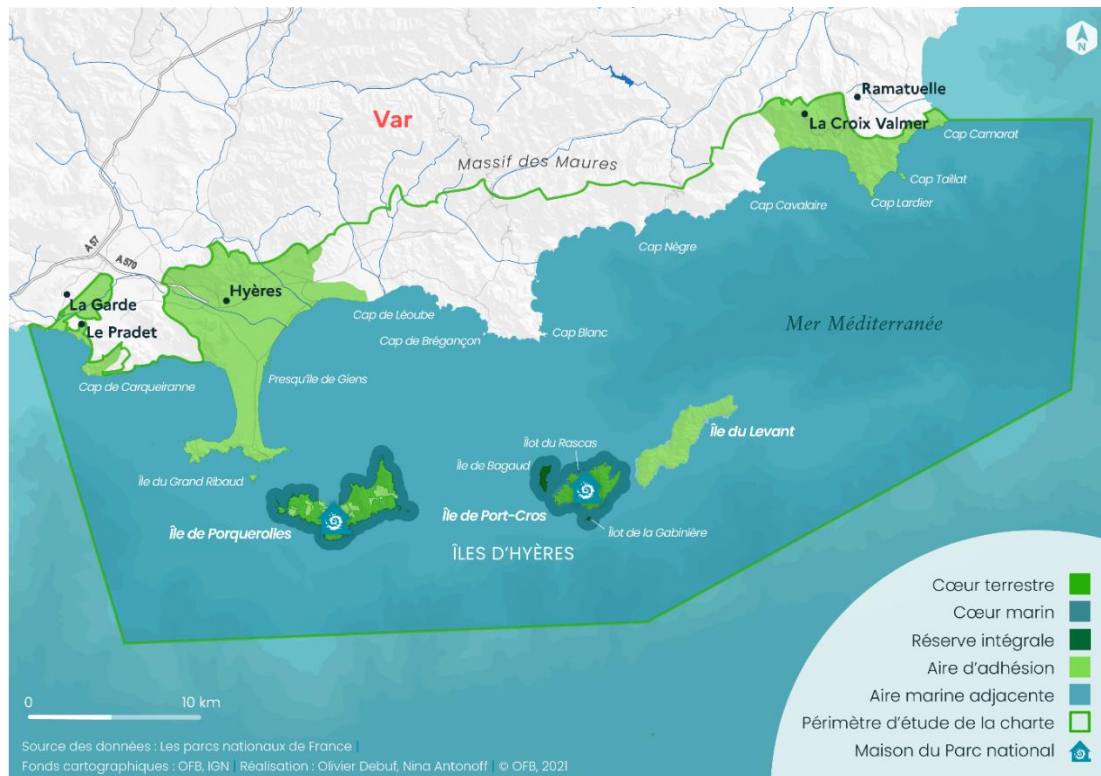 N
Ramatuelle
La Croix Valmer
Var
Cap Camarat
Massif des Maures
Cap Taillat
Cap Lardier
Cap Cavalaire
Cap Nègre
A 57
A 570
Hyères
La Garde
Le Pradet
Cap de Léoube
Cap de Brégançon
Cap Blanc
Mer Méditerranée
Cap de Carqueiranne
Presqu'île de Giens
Île du Levant
Îlot du Rascas
Île de Bagaud
Île du Grand Ribaud
Île de Port-Cros
Île de Porquerolles
Îlot de la Gabinière
ÎLES D'HYÈRES
Cœur terrestre
Cœur marin
Réserve intégrale
Aire d'adhésion
Aire marine adjacente
Périmètre d'étude de la charte
Maison du Parc national
0 10 km
Source des données : Les parcs nationaux de France |
Fonds cartographiques : OFB, IGN | Réalisation : Olivier Debuf, Nina Antonoff | © OFB, 2021